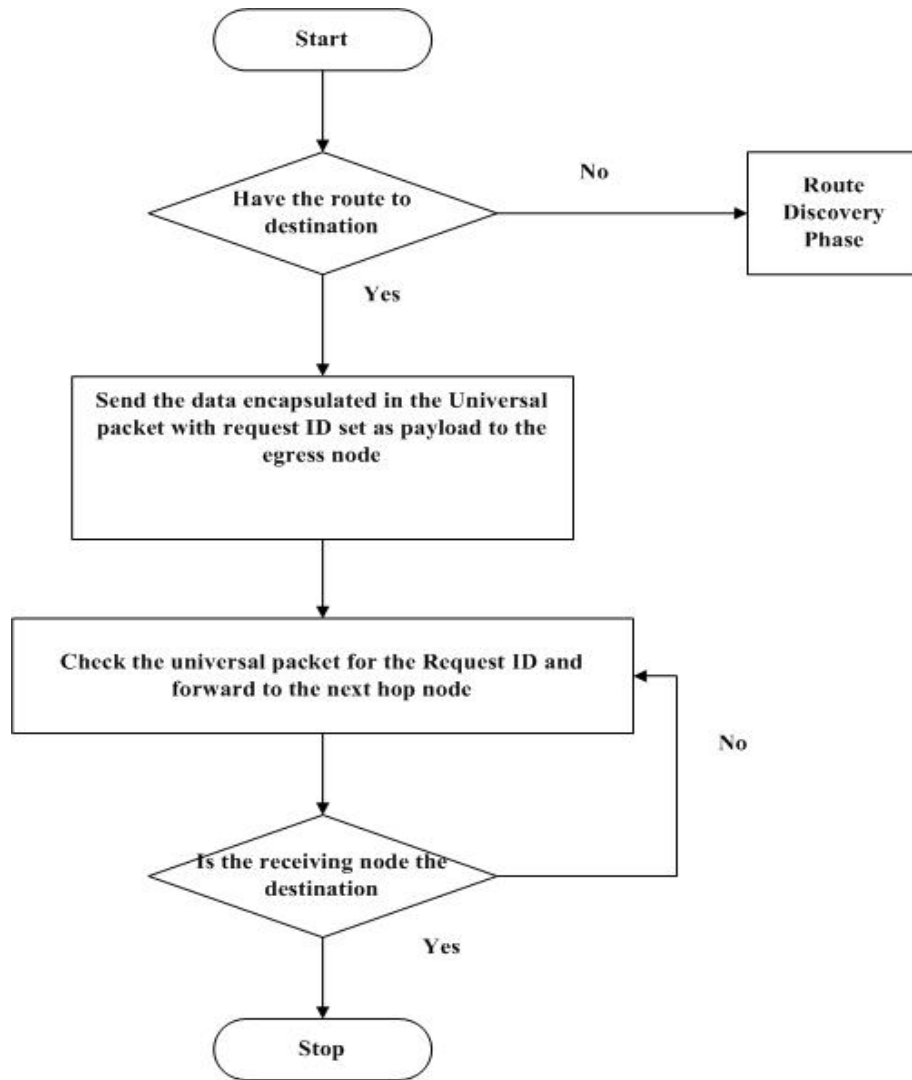 Start
Have the route to
destination
No
Route
Discovery
Phase
Yes
Send the data encapsulated in the Universal
packet with request ID set as payload to the
egress node
Check the universal packet for the Request ID and
forward to the next hop node
No
Is the receiving node the
destination
Yes
Stop